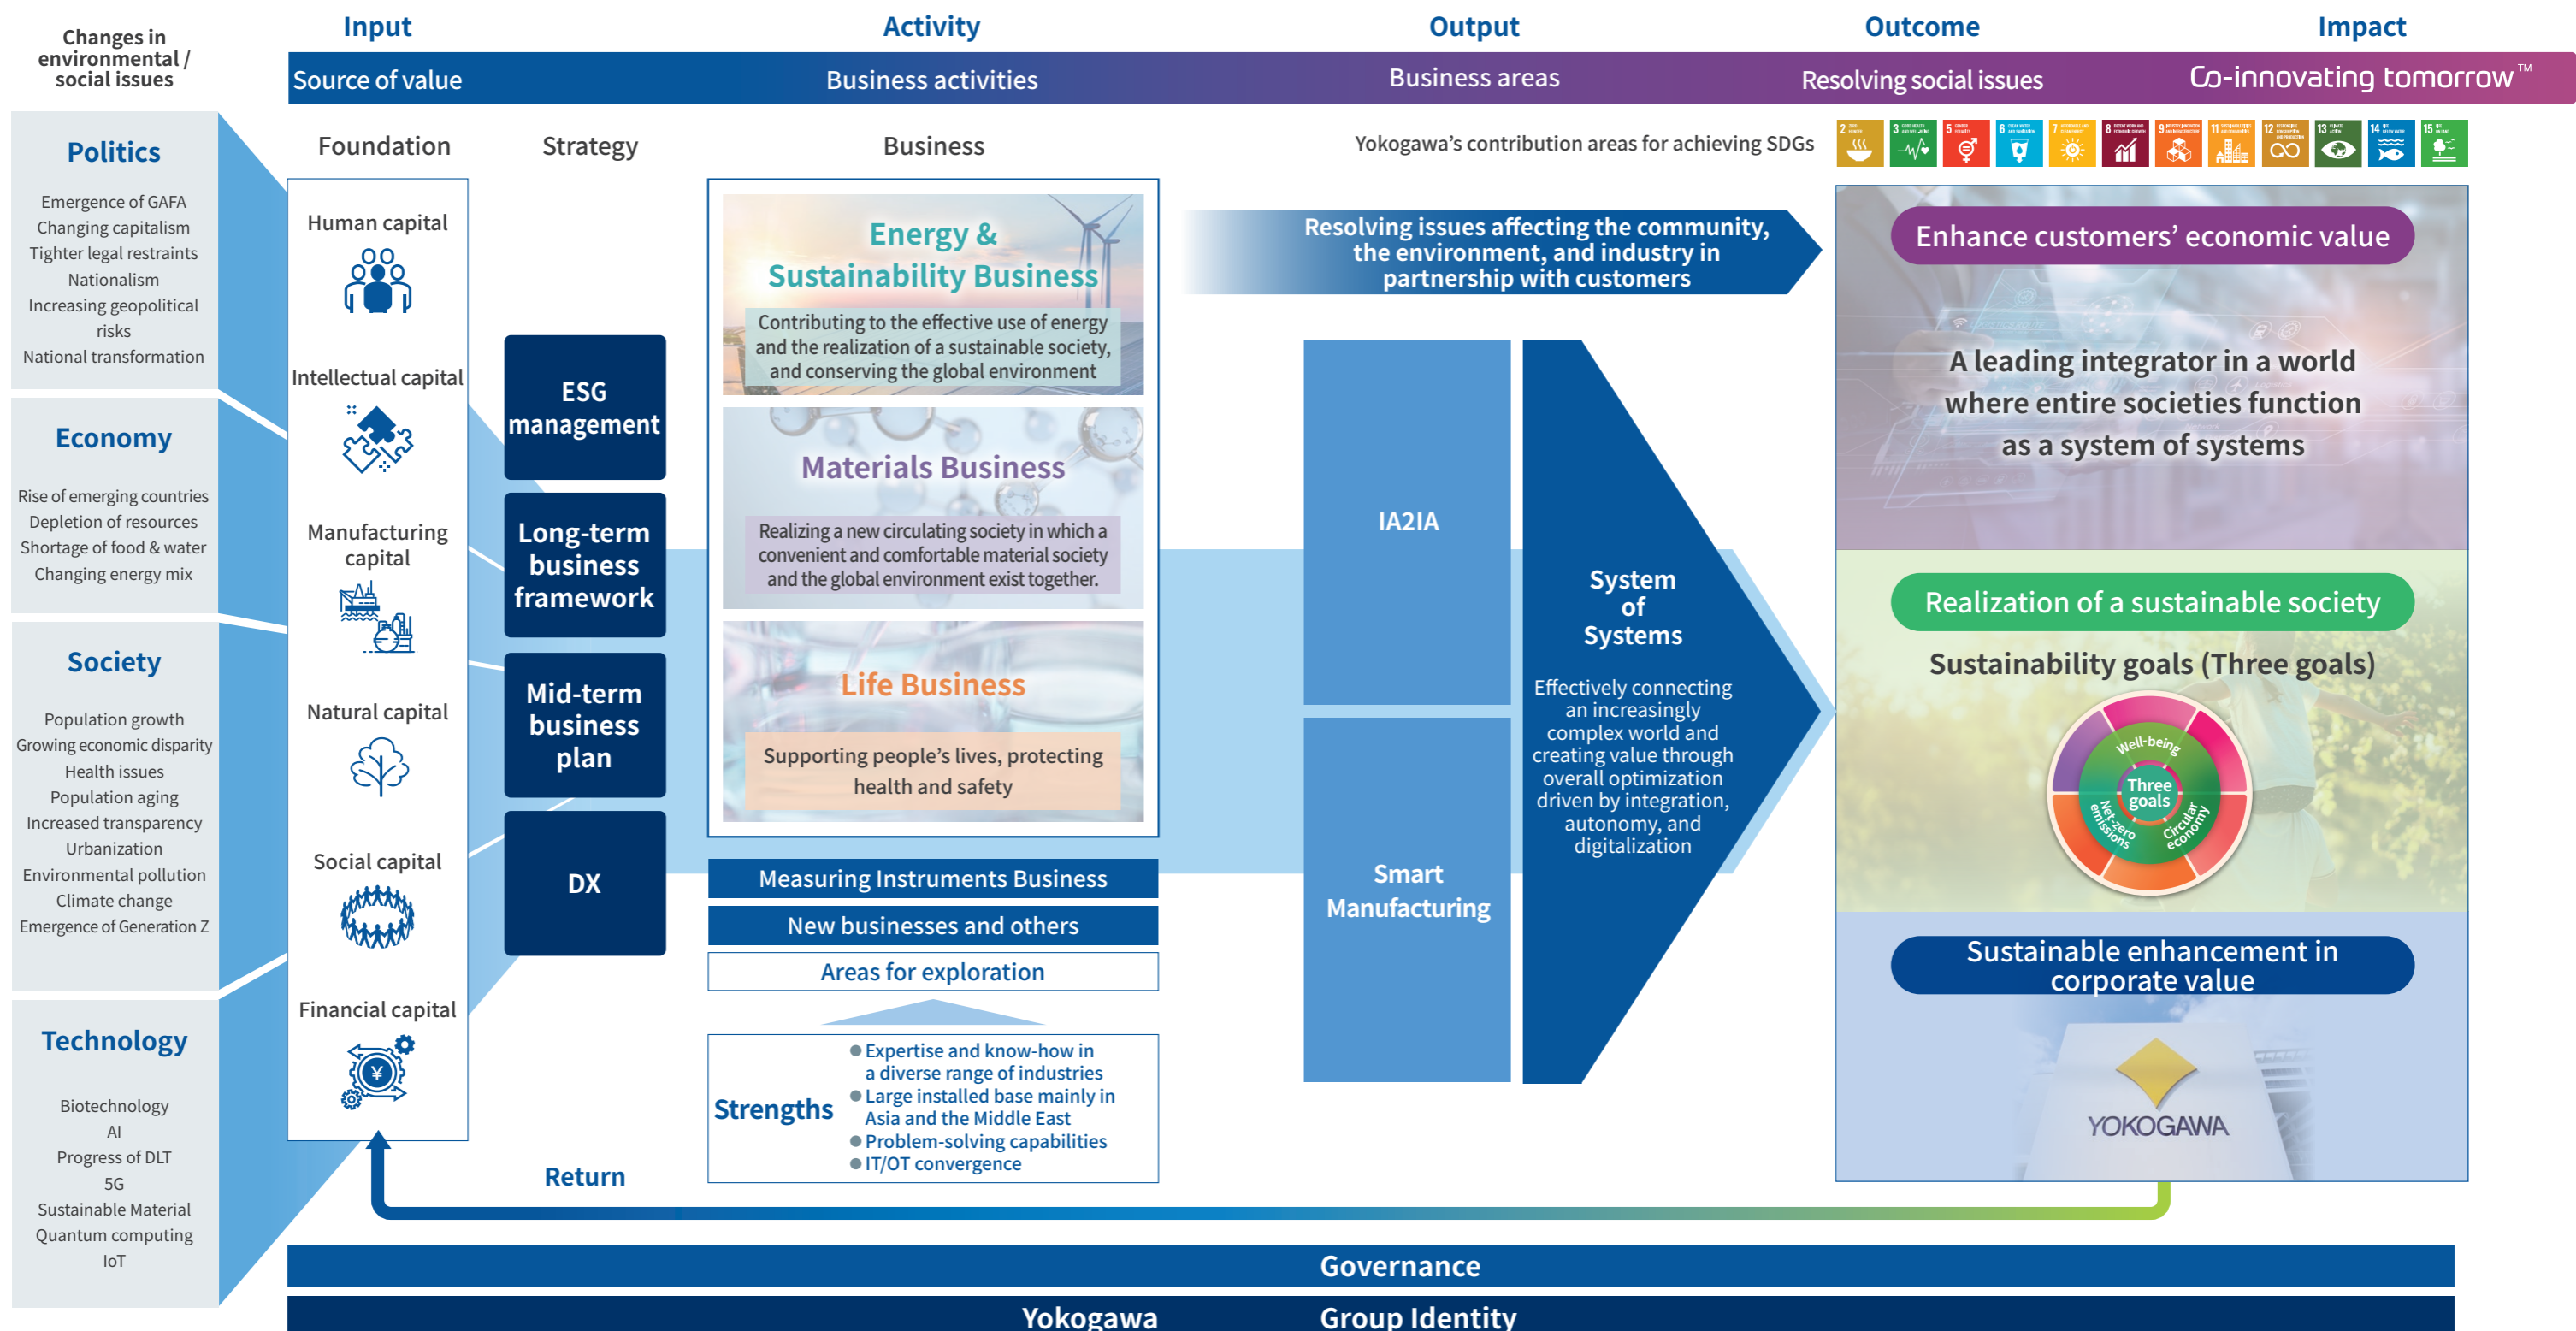 Changes in
environmental /
social issues
Input
Activity
Output
Outcome
Impact
Source of value
Business activities
Business areas
Resolving social issues
Co-innovating tomorrow™
Politics
Emergence of GAFA
Changing capitalism
Tighter legal restraints
Nationalism
Increasing geopolitical
risks
National transformation
Economy
Rise of emerging countries
Depletion of resources
Shortage of food & water
Changing energy mix
Society
Population growth
Growing economic disparity
Health issues
Population aging
Increased transparency
Urbanization
Environmental pollution
Climate change
Emergence of Generation Z
Technology
Biotechnology
AI
Progress of DLT
5G
Sustainable Material
Quantum computing
IoT
Foundation
Human capital
Intellectual capital
Manufacturing
capital
Natural capital
Social capital
Financial capital
¥
Strategy
ESG
management
Long-term
business
framework
Mid-term
business
plan
DX
Business
Energy &
Sustainability Business
Contributing to the effective use of energy
and the realization of a sustainable society,
and conserving the global environment
Materials Business
Realizing a new circulating society in which a
convenient and comfortable material society
and the global environment exist together.
Life Business
Supporting people's lives, protecting
health and safety
Measuring Instruments Business
New businesses and others
Areas for exploration
Strengths
● Expertise and know-how in
a diverse range of industries
● Large installed base mainly in
Asia and the Middle East
● Problem-solving capabilities
● IT/OT convergence
Return
Yokogawa's contribution areas for achieving SDGs
2
3
5
6
7
8
9
11
12
13
14
15
Resolving issues affecting the community,
the environment, and industry in
partnership with customers
IA2IA
Smart
Manufacturing
System
of
Systems
Effectively connecting
an increasingly
complex world and
creating value through
overall optimization
driven by integration,
autonomy, and
digitalization
Enhance customers' economic value
A leading integrator in a world
where entire societies function
as a system of systems
Realization of a sustainable society
Sustainability goals (Three goals)
Well-being
Three
goals
Net-zero
emissions
Circular
economy
Sustainable enhancement in
corporate value
YOKOGAWA
Governance
Yokogawa Group Identity